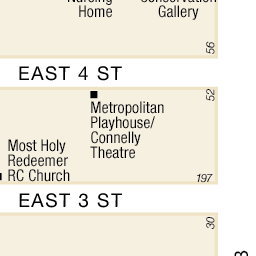 Home
Gallery
56
EAST 4 ST
52
Metropolitan
Playhouse/
Connelly
Theatre
Most Holy
Redeemer
RC Church
197
EAST 3 ST
30